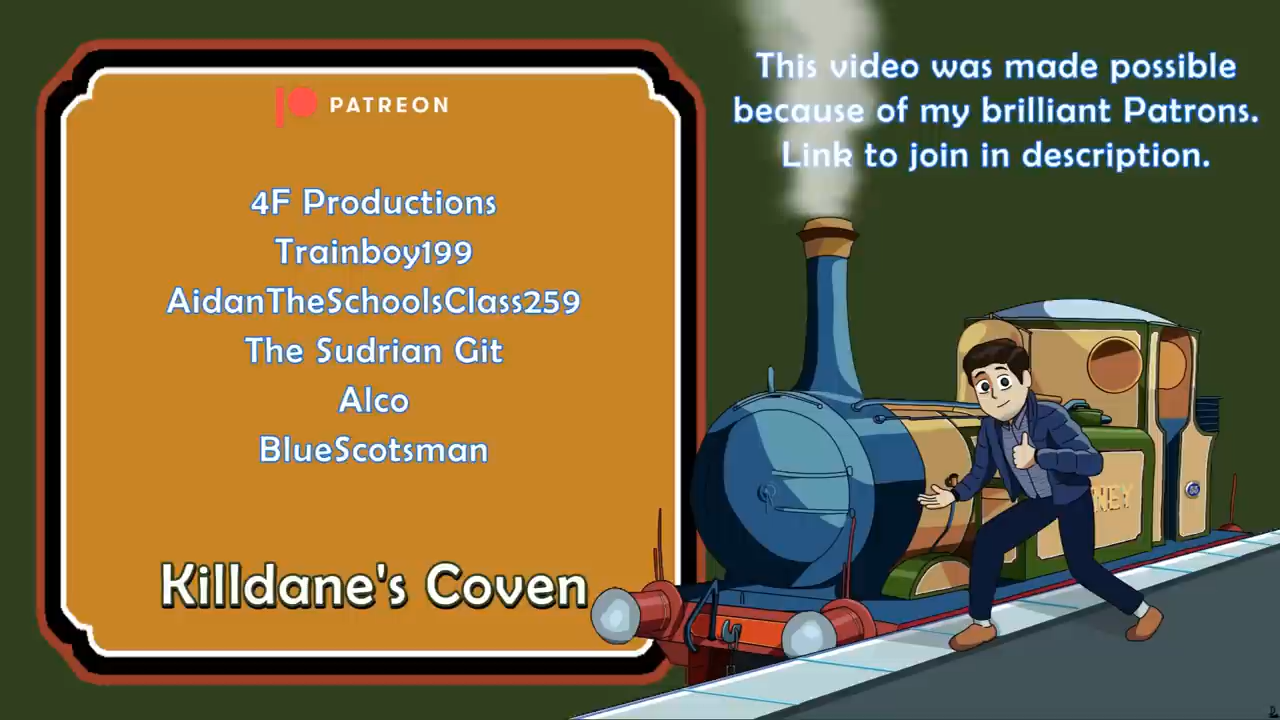 PATREON
4F Productions
Trainboy199
AidanTheSchoolsClass259
The Sudrian Git
Alco
BlueScotsman
Killdane's Coven
This video was made possible
because of my brilliant Patrons.
Link to join in description.